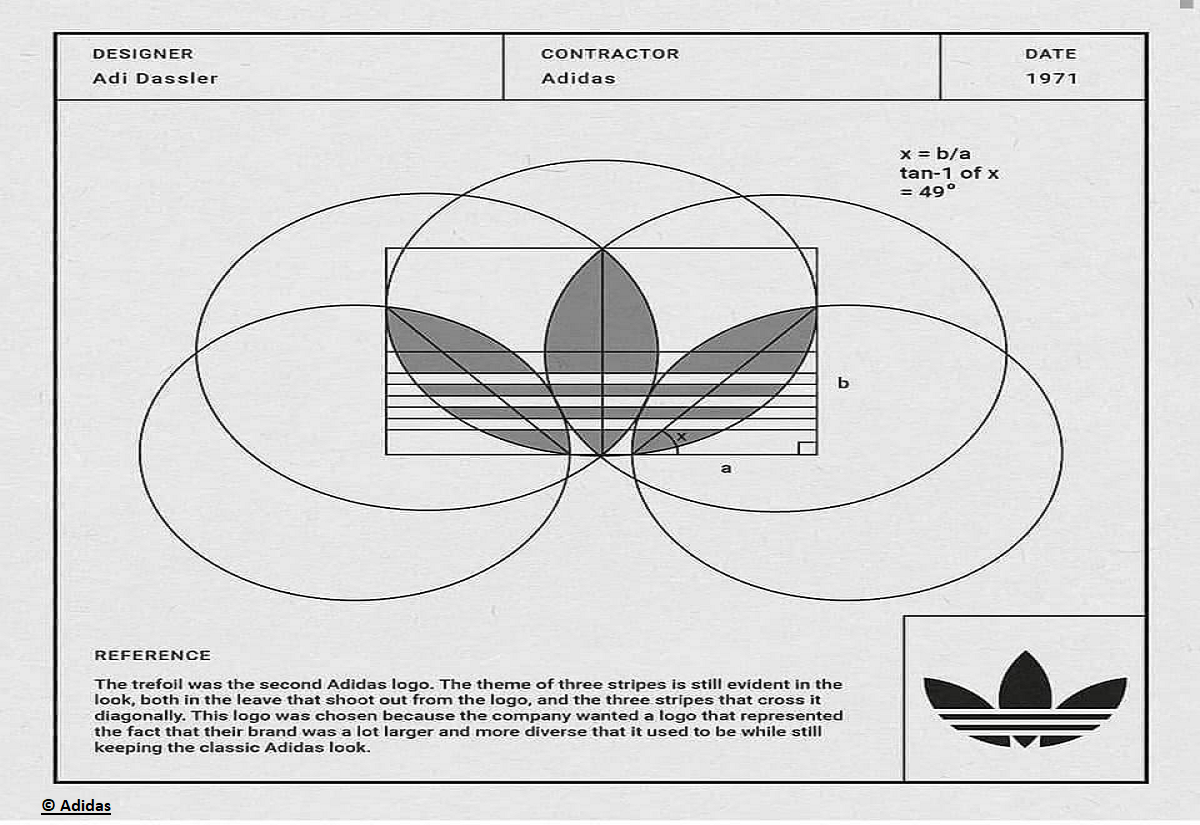 DESIGNER
Adi Dassler
CONTRACTOR
Adidas
DATE
1971
x = b/a
tan-1 of x
= 49°
b
x
a
REFERENCE
The trefoil was the second Adidas logo. The theme of three stripes is still evident in the
look, both in the leave that shoot out from the logo, and the three stripes that cross it
diagonally. This logo was chosen because the company wanted a logo that represented
the fact that their brand was a lot larger and more diverse that it used to be while still
keeping the classic Adidas look.
© Adidas